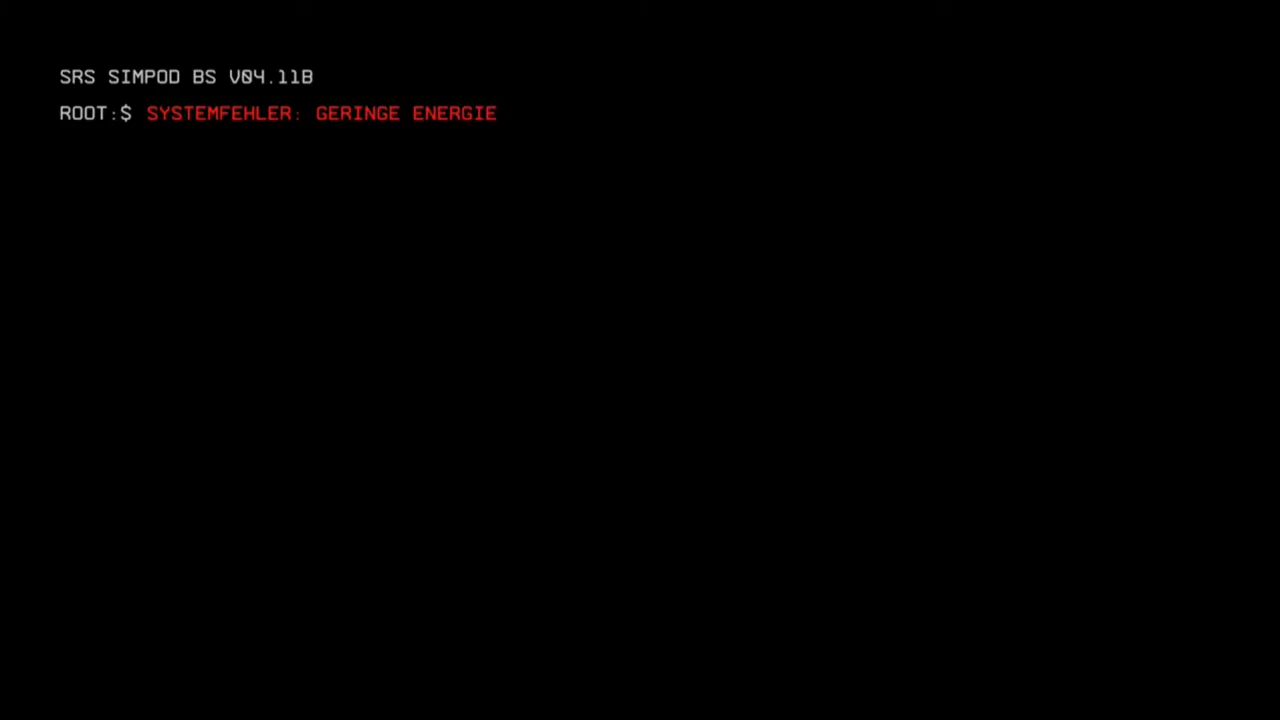 SRS SIMPOD BS V04.11B
ROOT:$ SYSTEMFEHLER: GERINGE ENERGIE